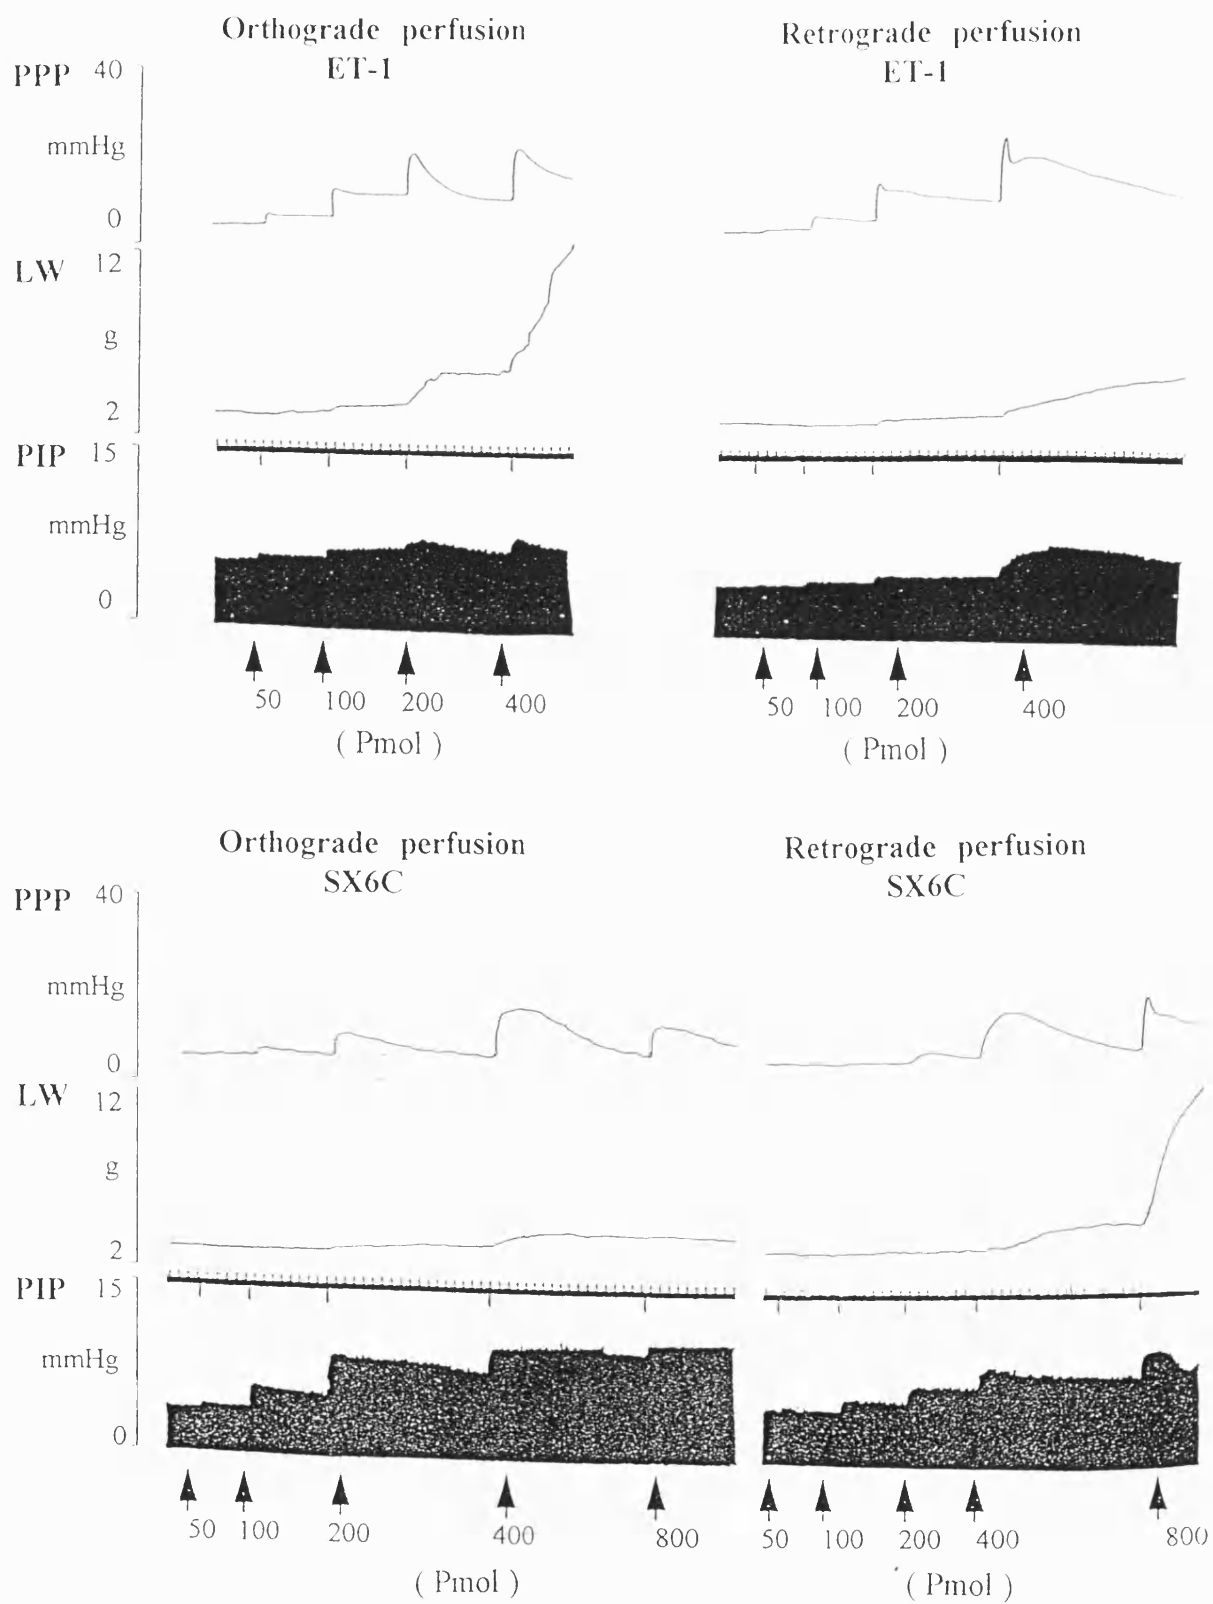 Orthograde perfusion
ET-1
Retrograde perfusion
ET-1
PPP 40
mmHg
0
LW 12
g
2
PIP 15
mmHg
0
50 100 200 400
( Pmol )
50 100 200 400
( Pmol )
Orthograde perfusion
SX6C
Retrograde perfusion
SX6C
PPP 40
mmHg
0
LW 12
g
2
PIP 15
mmHg
0
50 100 200 400 800
( Pmol )
50 100 200 400 800
( Pmol )